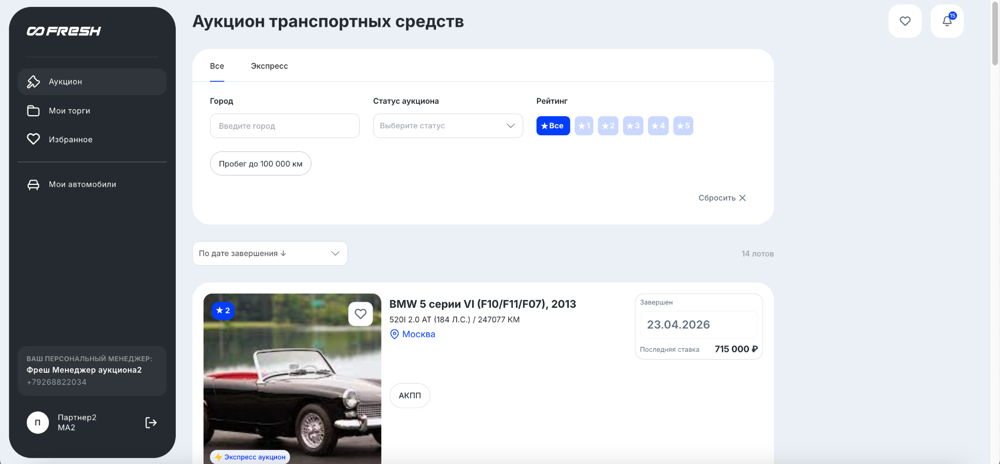 FRESH
Аукцион
Мои торги
Избранное
Мои автомобили
ВАШ ПЕРСОНАЛЬНЫЙ МЕНЕДЖЕР:
Фреш Менеджер аукциона2
+79268822034
П
Партнер2
МА2
Аукцион транспортных средств
15
Все
Экспресс
Город
Статус аукциона
Рейтинг
Введите город
Выберите статус
Все
1
2
3
4
5
Пробег до 100 000 км
Сбросить
По дате завершения ↓
14 лотов
2
BMW 5 серии VI (F10/F11/F07), 2013
520I 2.0 AT (184 Л.С.) / 247077 КМ
Москва
АКПП
Экспресс аукцион
Завершен
23.04.2026
Последняя ставка 715 000 ₽